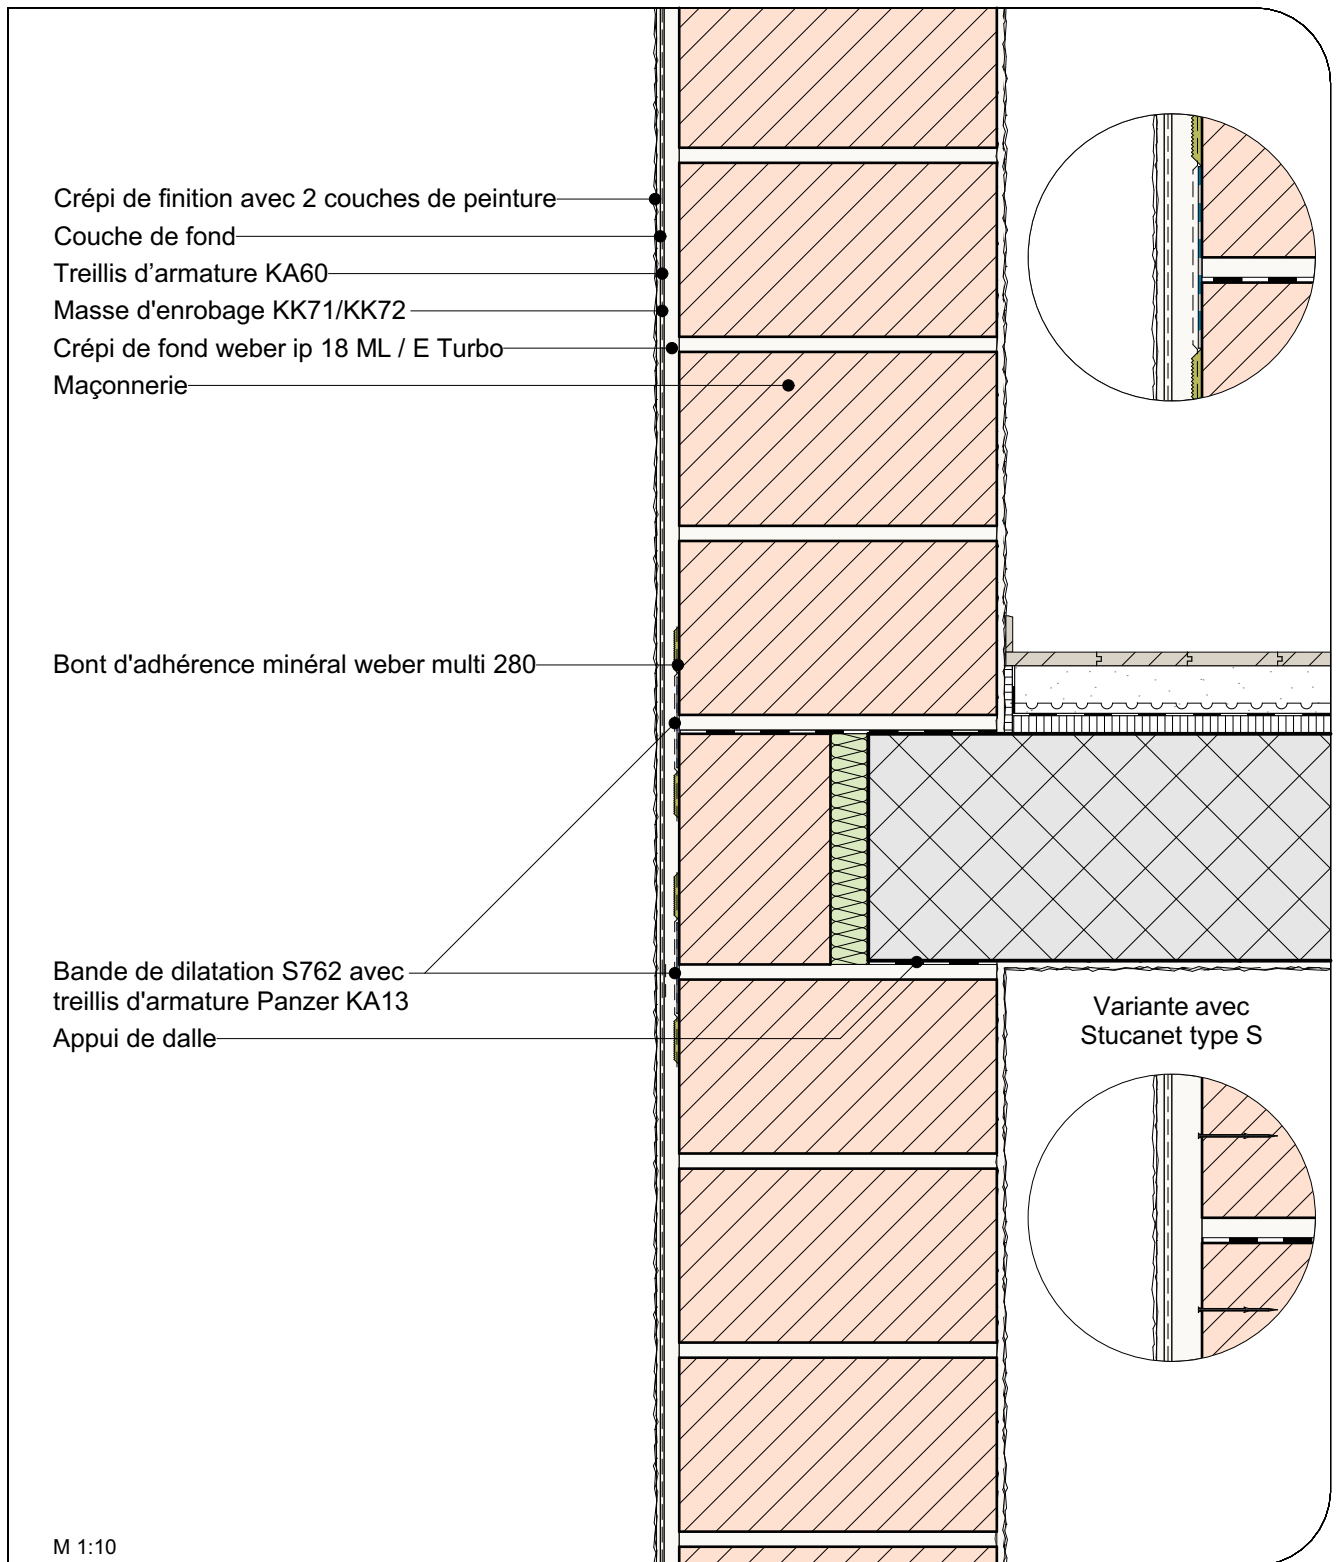 Crépi de finition avec 2 couches de peinture
Couche de fond
Treillis d’armature KA60
Masse d'enrobage KK71/KK72
Crépi de fond weber ip 18 ML / E Turbo
Maçonnerie
Bont d'adhérence minéral weber multi 280
Bande de dilatation S762 avec
treillis d'armature Panzer KA13
Appui de dalle
Variante avec
Stucanet type S
M 1:10